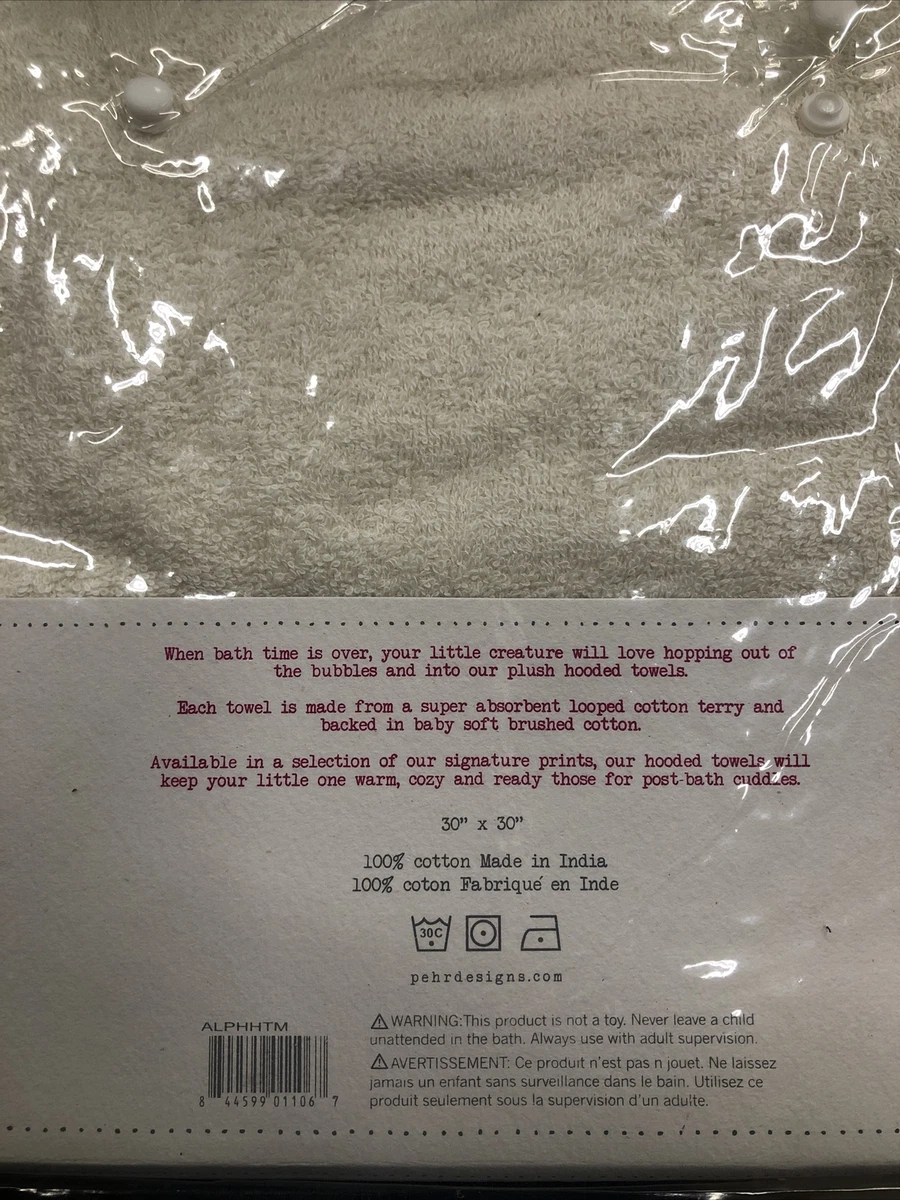 When bath time is over, your little creature will love hopping out of
the bubbles and into our plush hooded towels.
Each towel is made from a super absorbent looped cotton terry and
backed in baby soft brushed cotton.
Available in a selection of our signature prints, our hooded towels will
keep your little one warm, cozy and ready those for post-bath cuddles.
30” x 30”
100% cotton Made in India
100% coton Fabriqué en Inde
30C
pehrdesigns.com
ALPHHTM
8 44599 01106 7
WARNING:This product is not a toy. Never leave a child
unattended in the bath. Always use with adult supervision.
AVERTISSEMENT: Ce produit n'est pas n jouet. Ne laissez
jamais un enfant sans surveillance dans le bain. Utilisez ce
produit seulement sous la supervision d'un adulte.